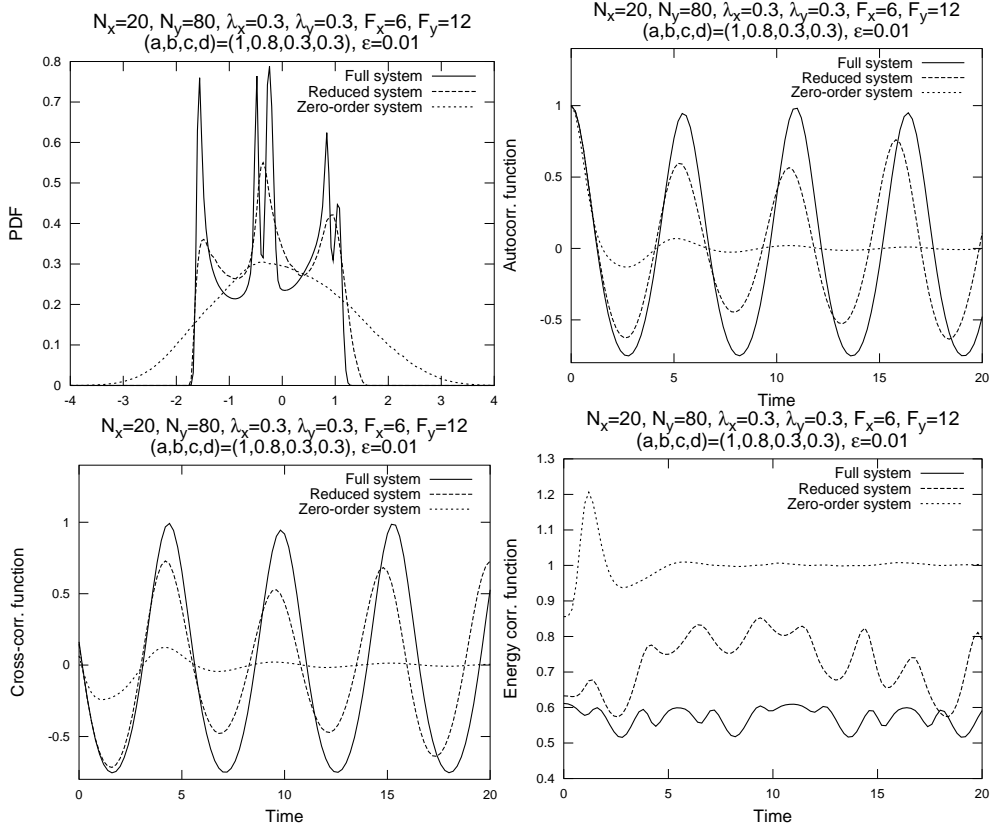 N_x=20, N_y=80, λ_x=0.3, λ_y=0.3, F_x=6, F_y=12
(a,b,c,d)=(1,0.8,0.3,0.3), ε=0.01
Full system
Reduced system
Zero-order system
PDF
0.8
0.7
0.6
0.5
0.4
0.3
0.2
0.1
0
-4 -3 -2 -1 0 1 2 3 4
N_x=20, N_y=80, λ_x=0.3, λ_y=0.3, F_x=6, F_y=12
(a,b,c,d)=(1,0.8,0.3,0.3), ε=0.01
Full system
Reduced system
Zero-order system
Autocorr. function
1
0.5
0
-0.5
0 5 10 15 20
Time
N_x=20, N_y=80, λ_x=0.3, λ_y=0.3, F_x=6, F_y=12
(a,b,c,d)=(1,0.8,0.3,0.3), ε=0.01
Full system
Reduced system
Zero-order system
Cross-corr. function
1
0.5
0
-0.5
0 5 10 15 20
Time
N_x=20, N_y=80, λ_x=0.3, λ_y=0.3, F_x=6, F_y=12
(a,b,c,d)=(1,0.8,0.3,0.3), ε=0.01
Full system
Reduced system
Zero-order system
Energy corr. function
1.3
1.2
1.1
1
0.9
0.8
0.7
0.6
0.5
0.4
0 5 10 15 20
Time